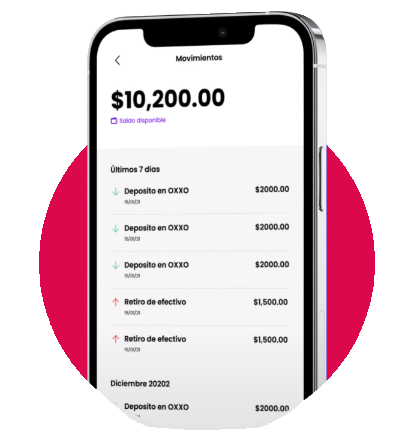 Movimientos
$10,200.00
Saldo disponible
Últimos 7 días
Deposito en OXXO $2000.00
15/01/21
Deposito en OXXO $2000.00
15/01/21
Deposito en OXXO $2000.00
15/01/21
Retiro de efectivo $1,500.00
15/01/21
Retiro de efectivo $1,500.00
15/01/21
Diciembre 20202
Deposito en OXXO $2000.00